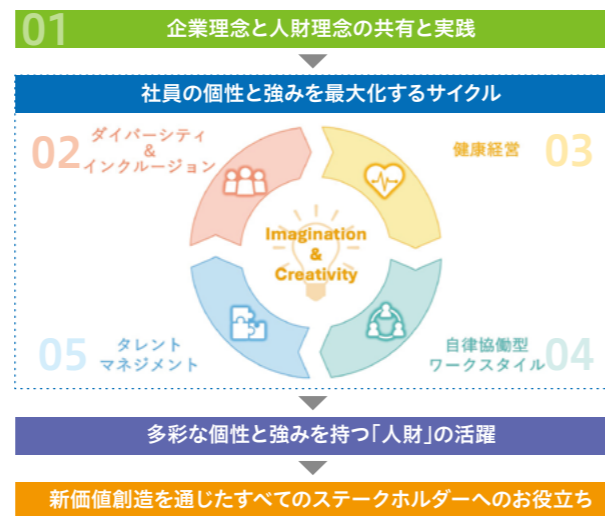 01
企業理念と人財理念の共有と実践
社員の個性と強みを最大化するサイクル
02
ダイバーシティ
&
インクルージョン
健康経営
03
Imagination
&
Creativity
05
タレント
マネジメント
自律協働型
ワークスタイル
04
多彩な個性と強みを持つ「人財」の活躍
新価値創造を通じたすべてのステークホルダーへのお役立ち